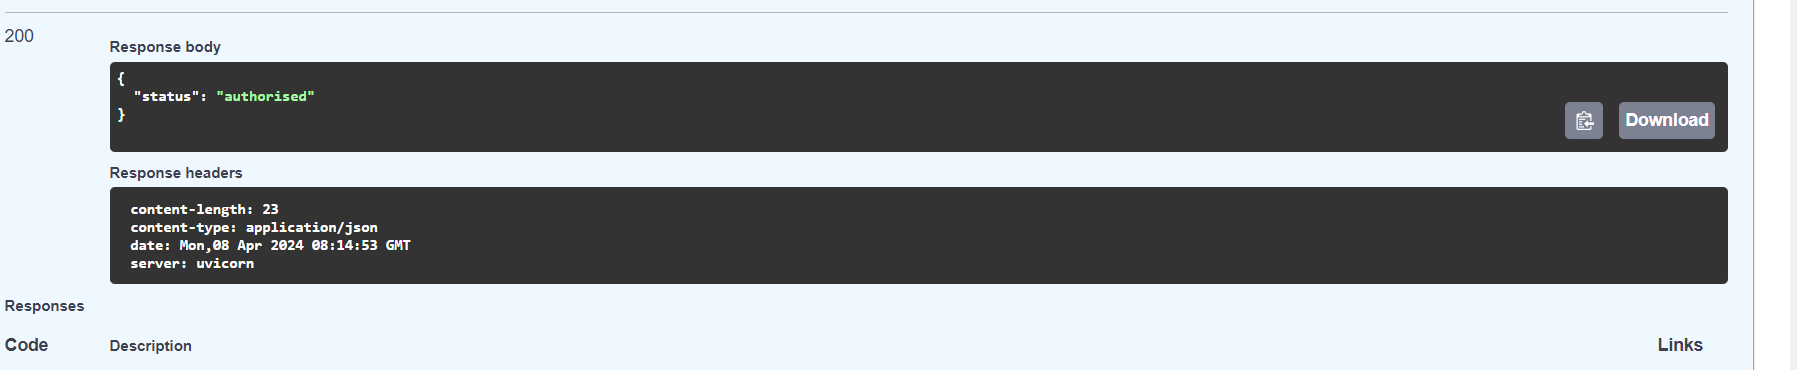 200
Response body
{
"status": "authorised"
}
Download
Response headers
content-length: 23
content-type: application/json
date: Mon,08 Apr 2024 08:14:53 GMT
server: uvicorn
Responses
Code Description Links